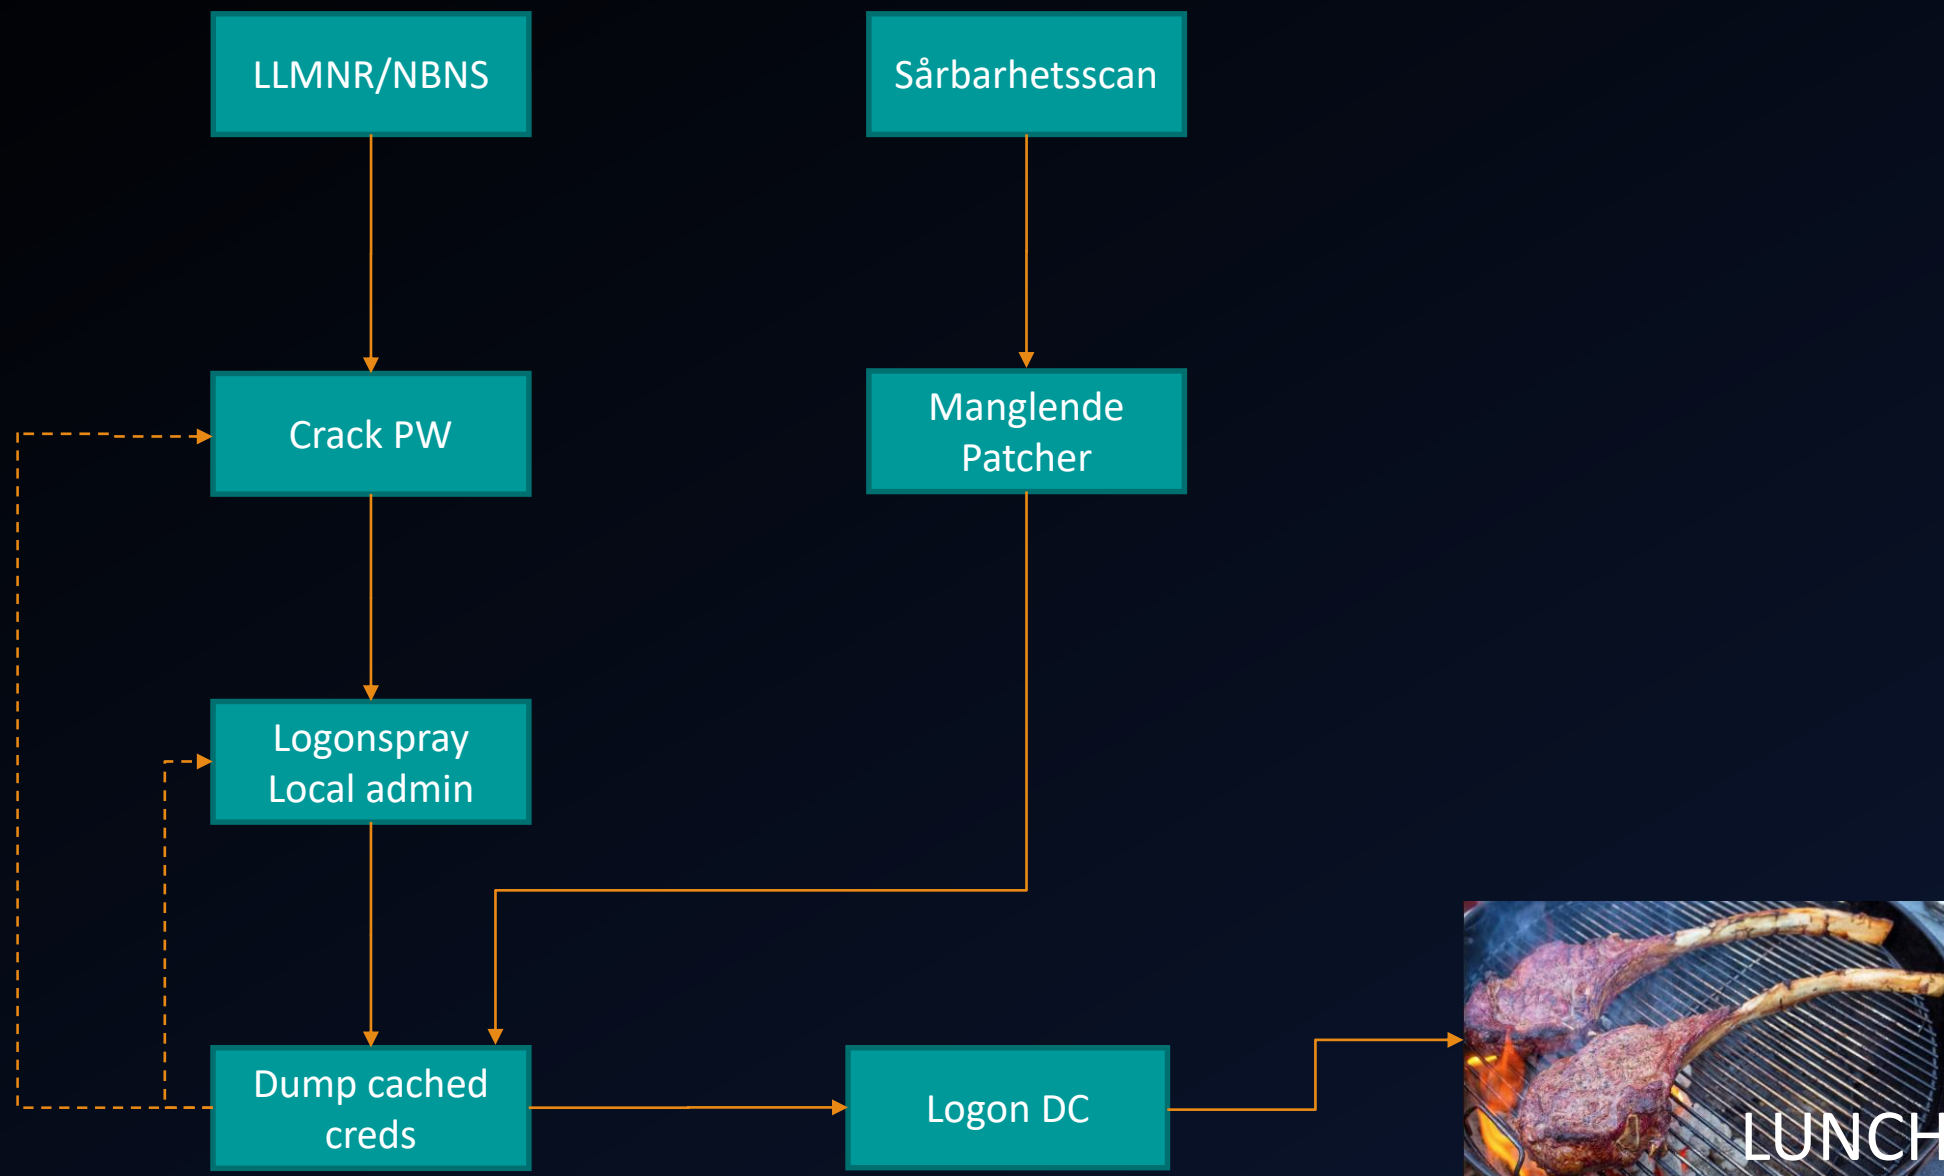 LLMNR/NBNS
Sårbarhetsscan
Crack PW
Manglende
Patcher
Logonspray
Local admin
Dump cached
creds
Logon DC
LUNCH